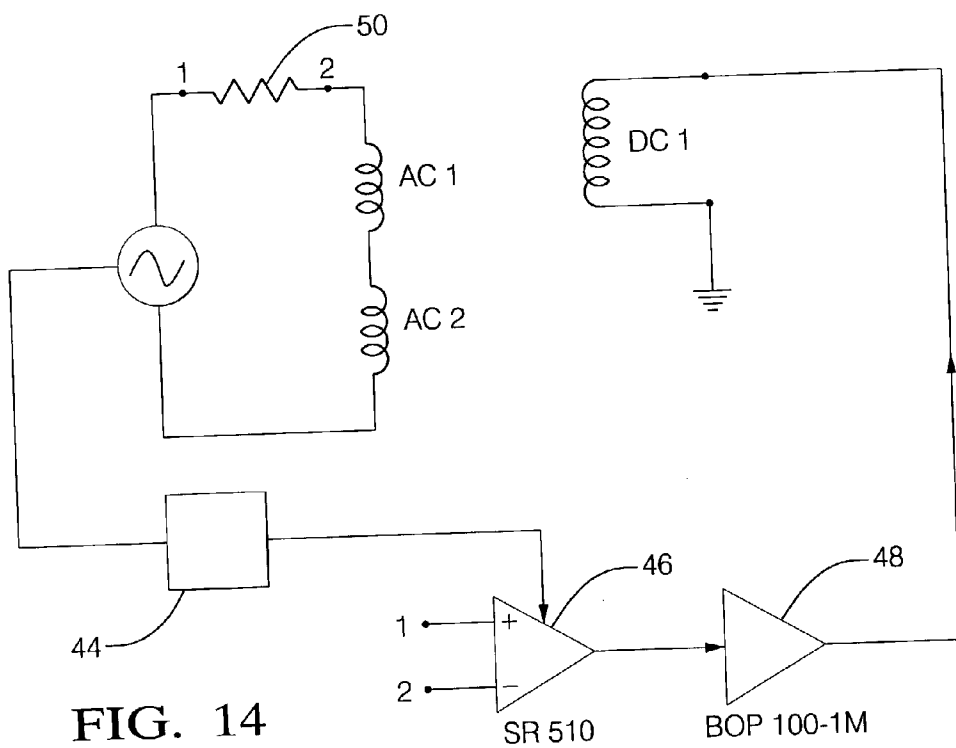 50
1
2
AC 1
DC 1
AC 2
46
48
44
1
+
2
−
FIG. 14
SR 510
BOP 100-1M